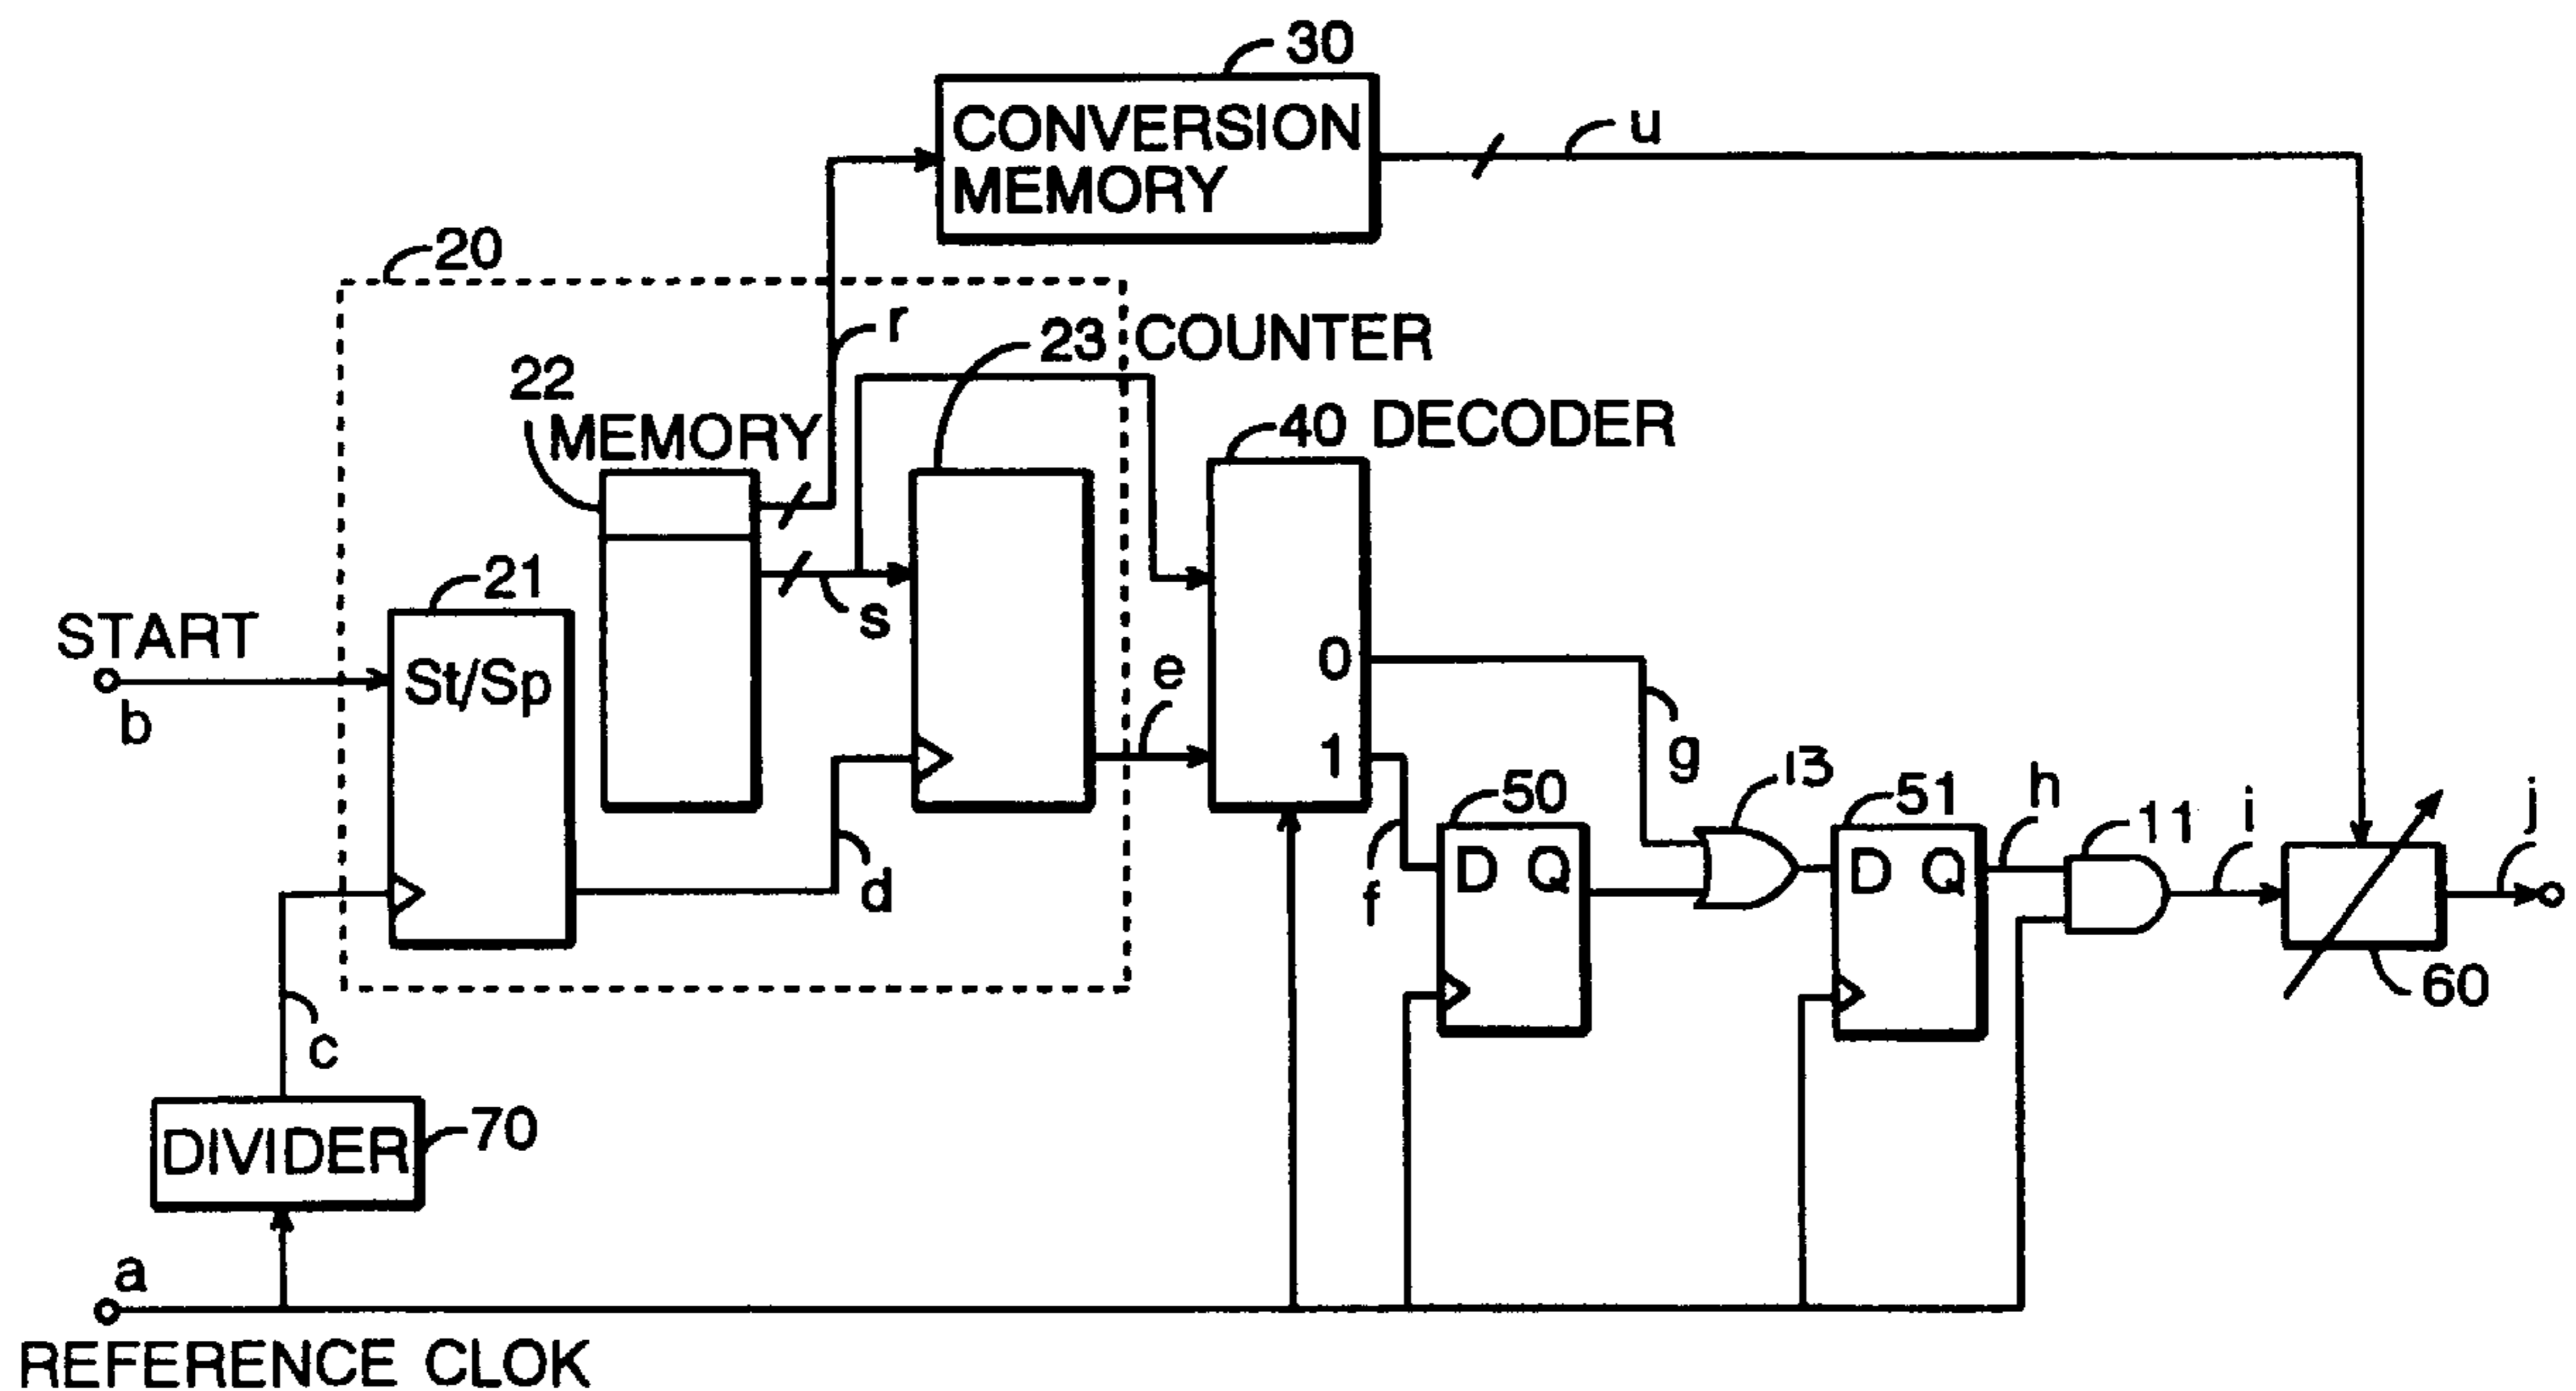 30
CONVERSION
MEMORY
u
20
r
23 COUNTER
22
MEMORY
40 DECODER
21
s
START
St/Sp
b
e
0
1
g
13
50
D Q
f
51
D Q
h
11
i
j
60
d
c
DIVIDER
70
a
REFERENCE CLOK